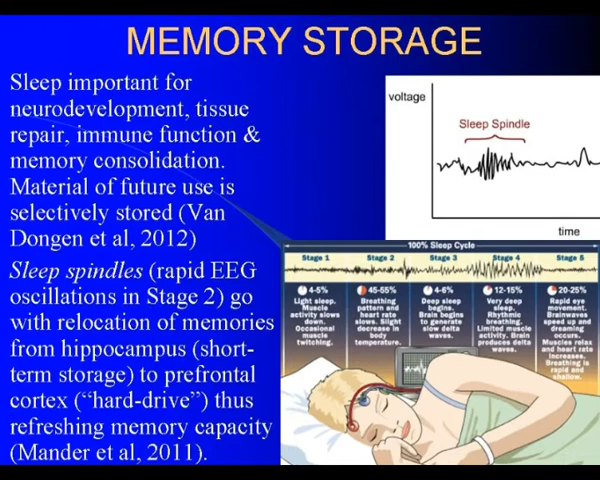 MEMORY STORAGE
Sleep important for
neurodevelopment, tissue
repair, immune function &
memory consolidation.
Material of future use is
selectively stored (Van
Dongen et al, 2012)
Sleep spindles (rapid EEG
oscillations in Stage 2) go
with relocation of memories
from hippocampus (short-
term storage) to prefrontal
cortex (“hard-drive”) thus
refreshing memory capacity
(Mander et al, 2011).
voltage
Sleep Spindle
time
100% Sleep Cycle
Stage 1
Stage 2
Stage 3
Stage 4
Stage 5
4-5%
Light sleep.
Muscle
activity slows
down.
Occasional
muscle
twitching.
45-55%
Breathing
pattern and
heart rate
slows. Slight
decrease in
body
temperature.
4-6%
Deep sleep
begins.
Brain begins
to generate
slow delta
waves.
12-15%
Very deep
sleep.
Rhythmic
breathing.
Limited muscle
activity. Brain
produces delta
waves.
20-25%
Rapid eye
movement.
Brainwaves
speed up and
dreaming
occurs.
Muscles relax
and heart rate
increases.
Breathing is
rapid and
shallow.